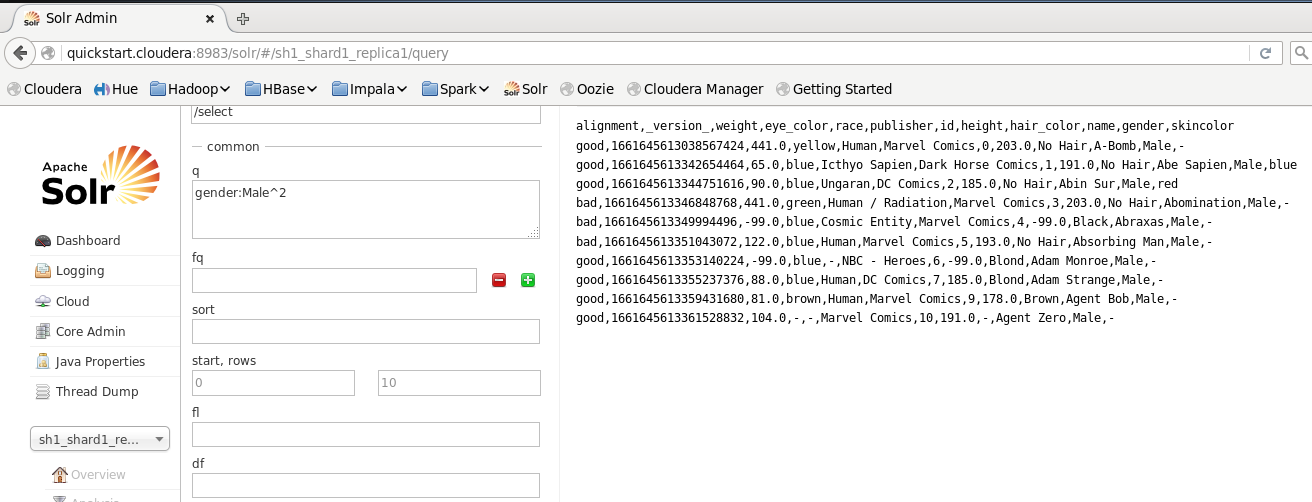 Solr Admin
quickstart.cloudera:8983/solr/#/sh1_shard1_replica1/query
Cloudera Hue Hadoop HBase Impala Spark Solr Oozie Cloudera Manager Getting Started
Apache
Solr
Dashboard
Logging
Cloud
Core Admin
Java Properties
Thread Dump
sh1_shard1_re...
Overview
Analysis
/select
common
q
gender:Male^2
fq
sort
start, rows
0 10
fl
df
alignment,_version_,weight,eye_color,race,publisher,id,height,hair_color,name,gender,skincolor
good,1661645613038567424,441.0,yellow,Human,Marvel Comics,0,203.0,No Hair,A-Bomb,Male,-
good,1661645613342654464,65.0,blue,Icthyo Sapien,Dark Horse Comics,1,191.0,No Hair,Abe Sapien,Male,blue
good,1661645613344751616,90.0,blue,Ungaran,DC Comics,2,185.0,No Hair,Abin Sur,Male,red
bad,1661645613346848768,441.0,green,Human / Radiation,Marvel Comics,3,203.0,No Hair,Abomination,Male,-
bad,1661645613349994496,-99.0,blue,Cosmic Entity,Marvel Comics,4,-99.0,Black,Abraxas,Male,-
bad,1661645613351043072,122.0,blue,Human,Marvel Comics,5,193.0,No Hair,Absorbing Man,Male,-
good,1661645613353140224,-99.0,blue,-,NBC - Heroes,6,-99.0,Blond,Adam Monroe,Male,-
good,1661645613355237376,88.0,blue,Human,DC Comics,7,185.0,Blond,Adam Strange,Male,-
good,1661645613359431680,81.0,brown,Human,Marvel Comics,9,178.0,Brown,Agent Bob,Male,-
good,1661645613361528832,104.0,-,-,Marvel Comics,10,191.0,-,Agent Zero,Male,-